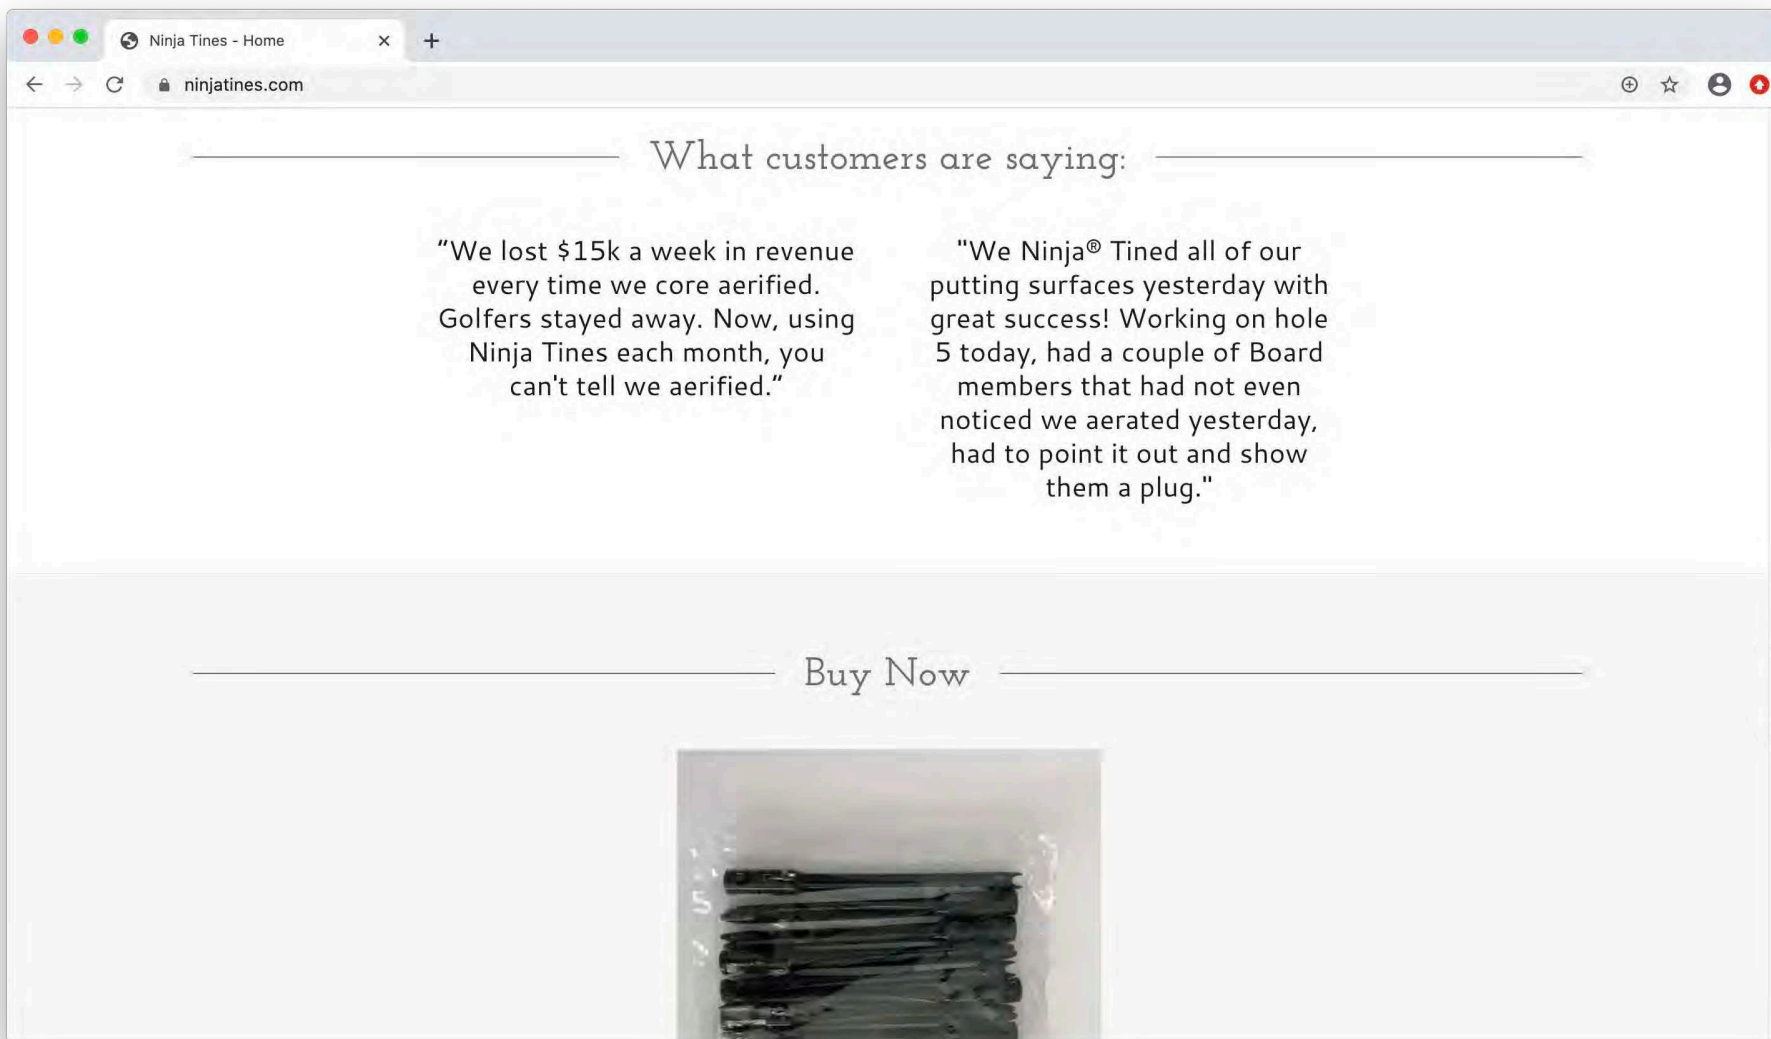 Ninja Tines - Home
ninjatines.com
What customers are saying:
“We lost $15k a week in revenue
every time we core aerified.
Golfers stayed away. Now, using
Ninja Tines each month, you
can't tell we aerified.”
"We Ninja® Tined all of our
putting surfaces yesterday with
great success! Working on hole
5 today, had a couple of Board
members that had not even
noticed we aerated yesterday,
had to point it out and show
them a plug."
Buy Now